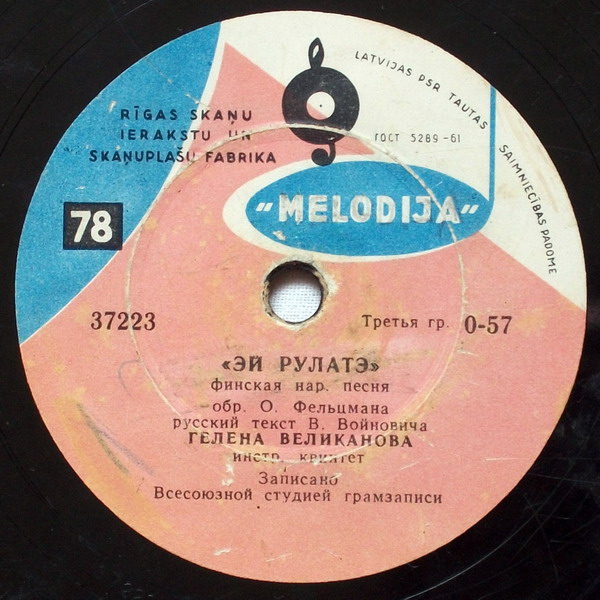 RĪGAS SKAŅU
IERAKSTU UN
SKAŅUPLAŠU FABRIKA
LATVIJAS PSR TAUTAS
SAIMNIECĪBAS PADOME
ГОСТ 5289-61
"MELODIJA"
78
37223
Третья гр. 0-57
«ЭЙ РУЛАТЭ»
финская нар. песня
обр. О. Фельцмана
русский текст В. Войновича
ГЕЛЕНА ВЕЛИКАНОВА
инстр. квинтет
Записано
Всесоюзной студией грамзаписи